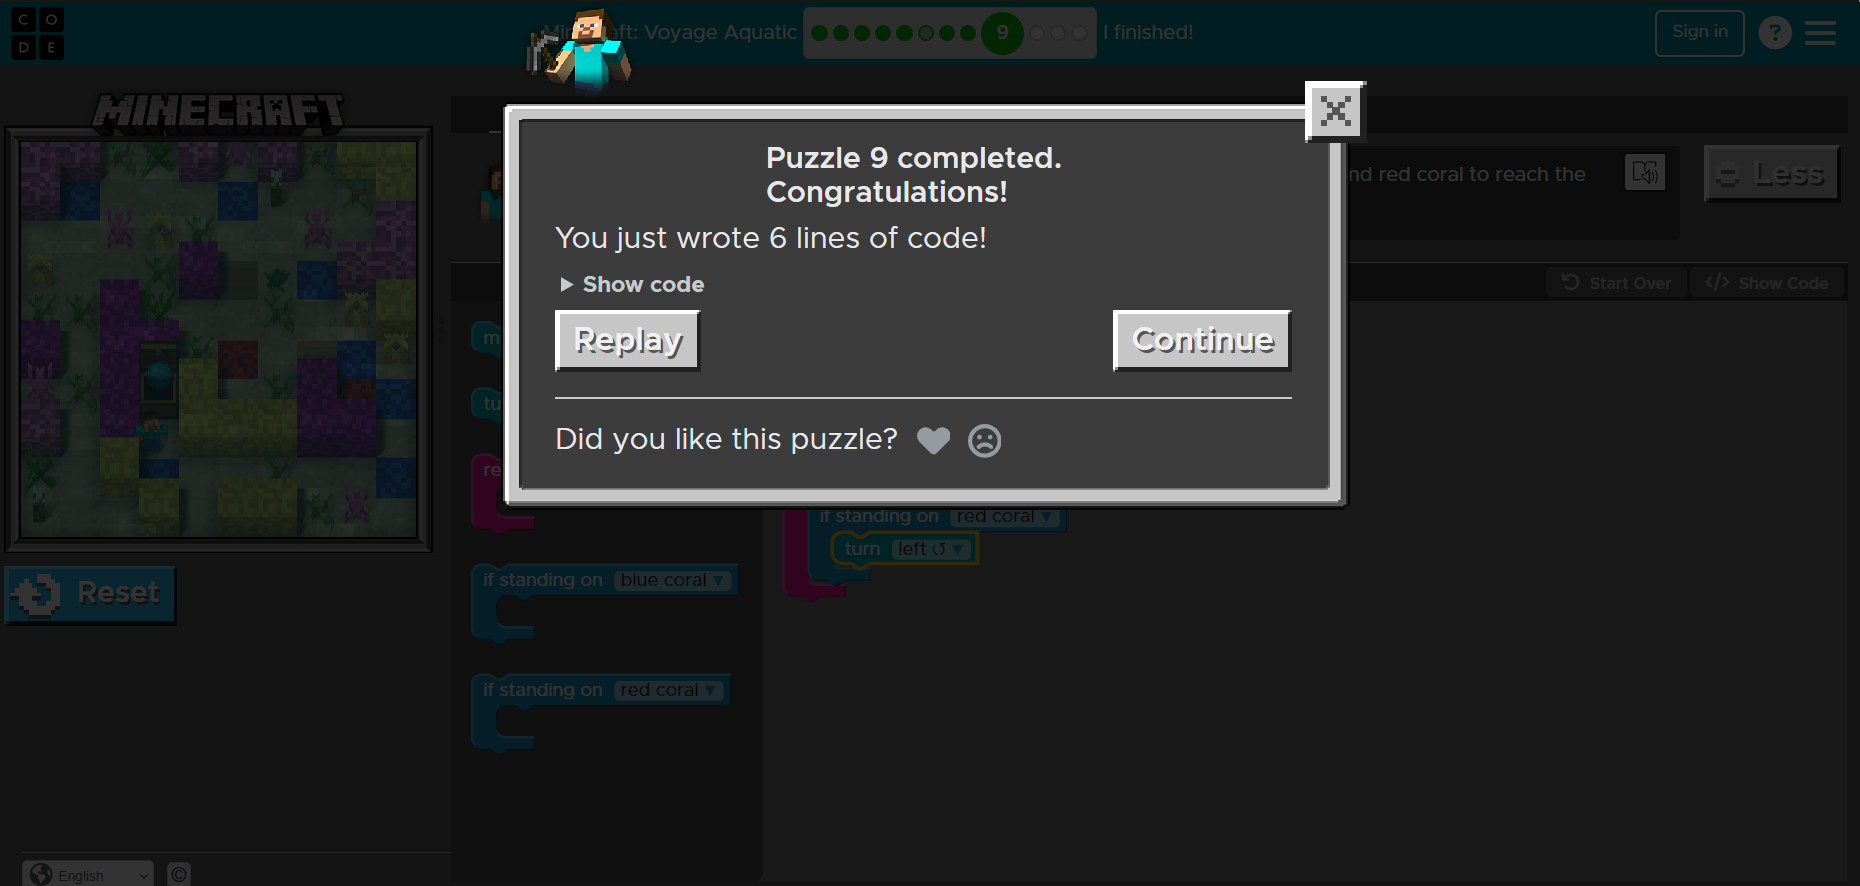 CODE
Minecraft: Voyage Aquatic
9
I finished!
Sign in
?
MINECRAFT
Puzzle 9 completed.
Congratulations!
nd red coral to reach the
Less
You just wrote 6 lines of code!
Show code
Start Over
Show Code
Replay
Continue
Did you like this puzzle?
if standing on red coral
turn left
if standing on blue coral
Reset
if standing on red coral
English
©